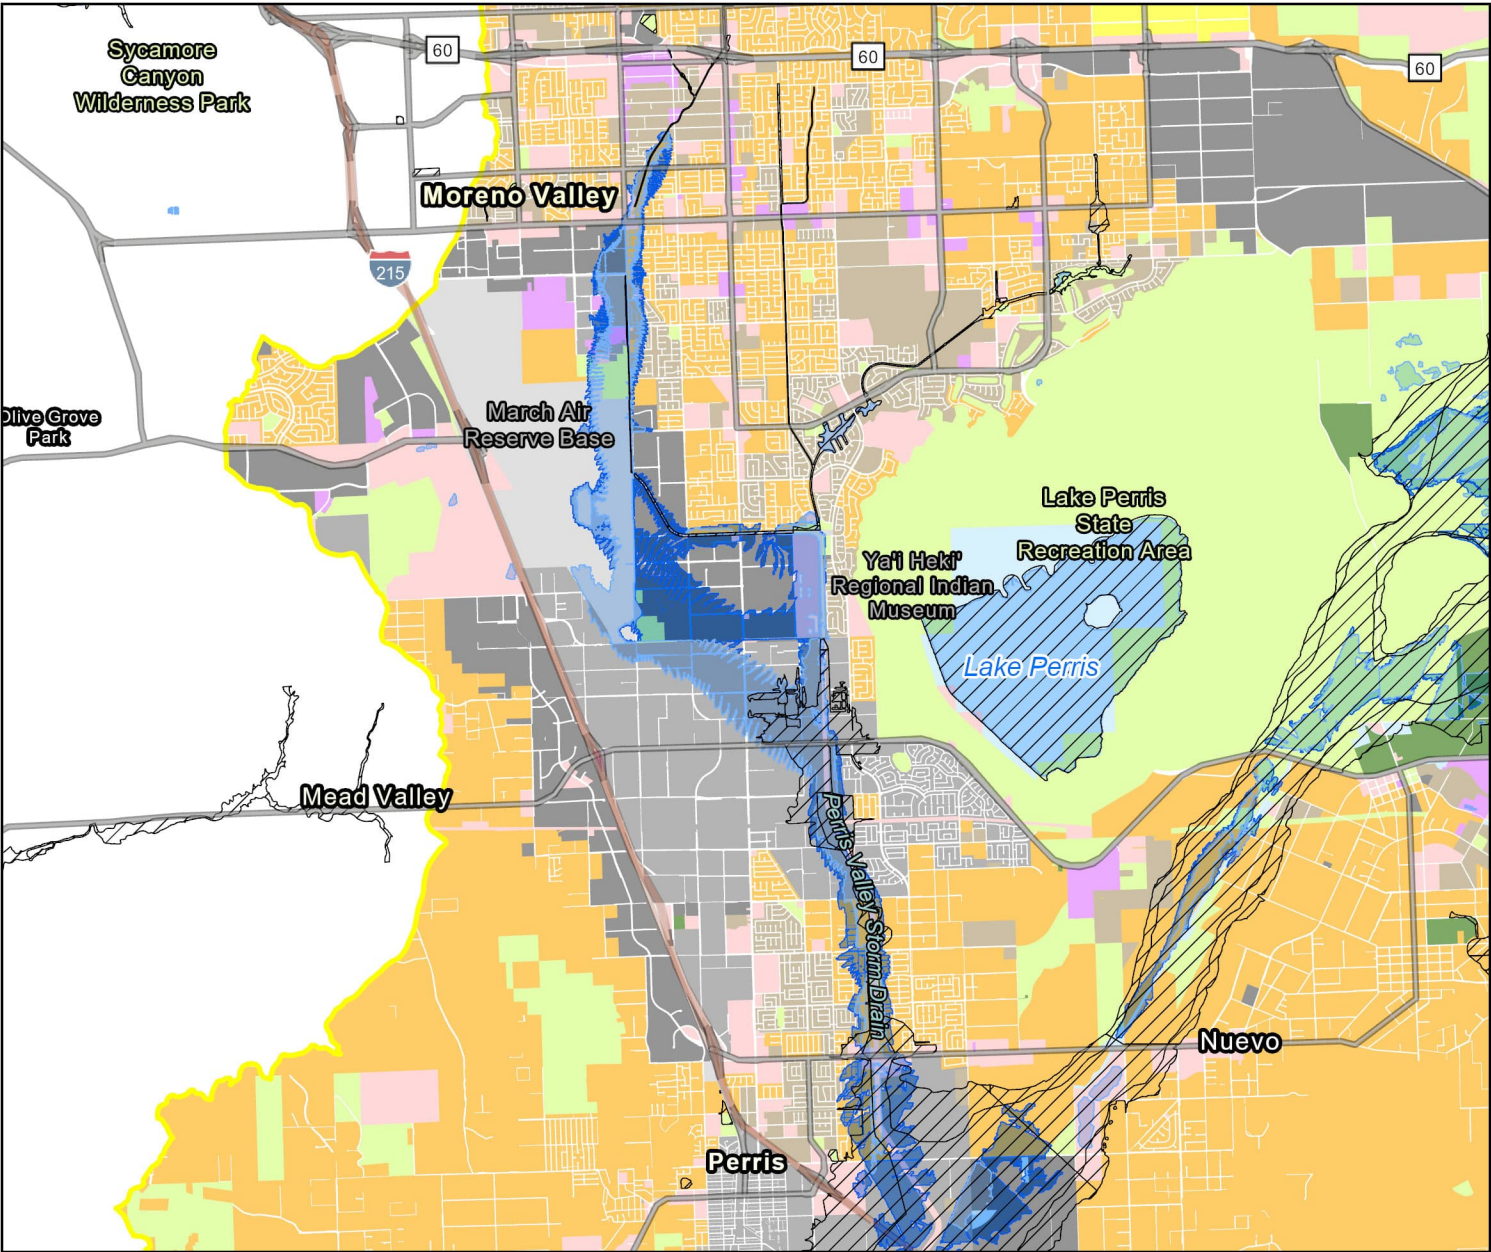 Sycamore
Canyon
Wilderness Park
60
60
60
Moreno Valley
215
March Air
Reserve Base
Olive Grove
Park
Lake Perris
State
Recreation Area
Ya'i Heki'
Regional Indian
Museum
Lake Perris
Mead Valley
Perris Valley Storm Drain
Nuevo
Perris